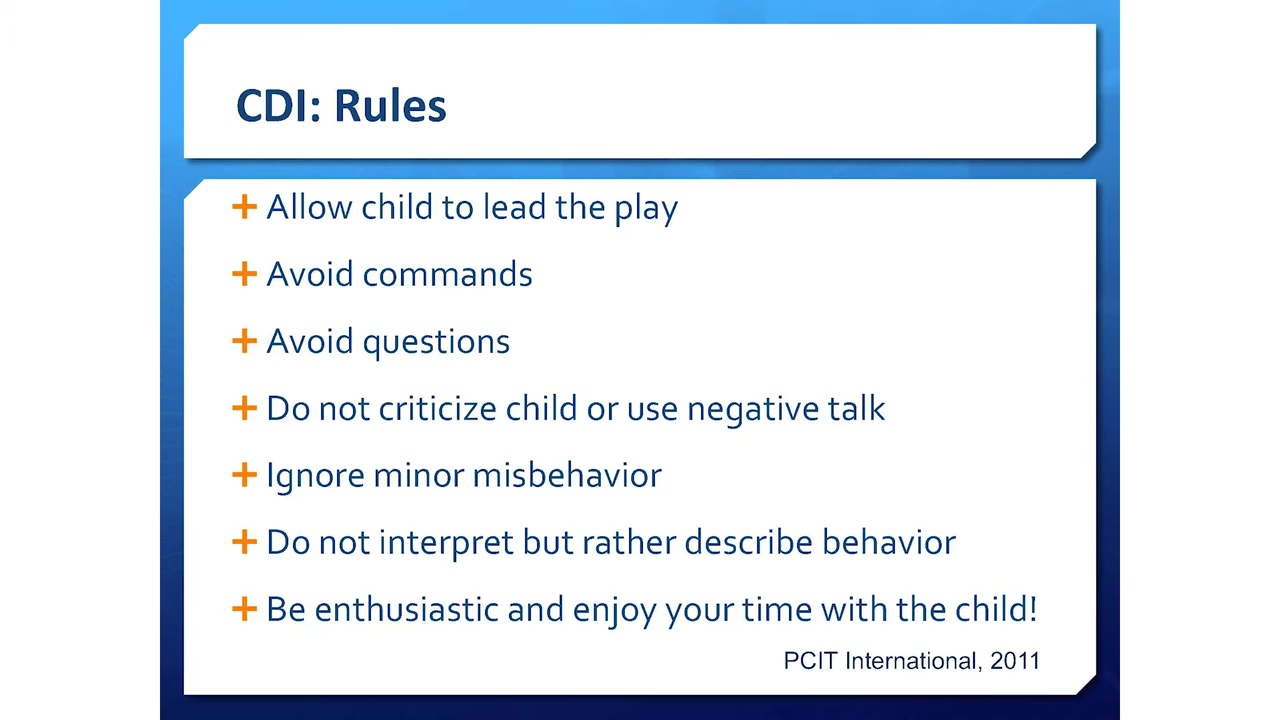 CDI: Rules
+ Allow child to lead the play
+ Avoid commands
+ Avoid questions
+ Do not criticize child or use negative talk
+ Ignore minor misbehavior
+ Do not interpret but rather describe behavior
+ Be enthusiastic and enjoy your time with the child!
PCIT International, 2011